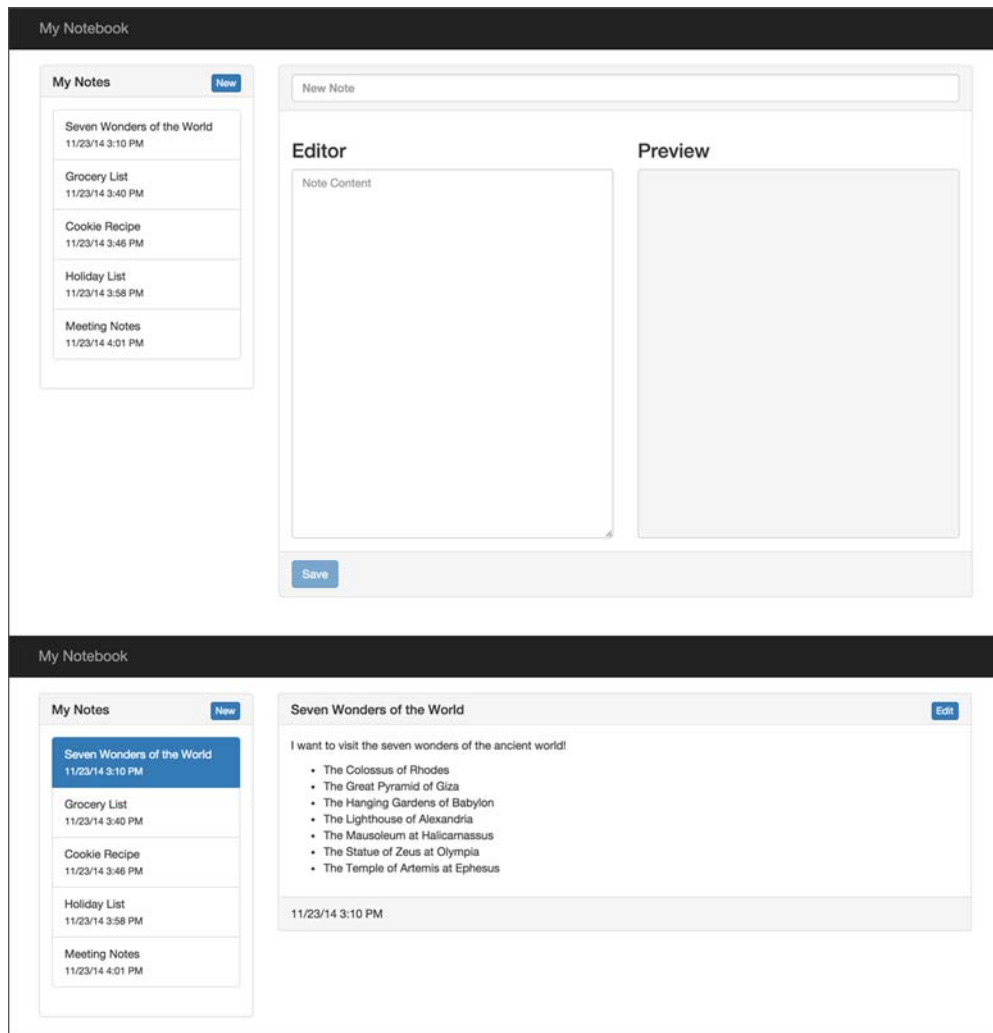 My Notebook
My Notes
New
Seven Wonders of the World
11/23/14 3:10 PM
Grocery List
11/23/14 3:40 PM
Cookie Recipe
11/23/14 3:46 PM
Holiday List
11/23/14 3:58 PM
Meeting Notes
11/23/14 4:01 PM
New Note
Editor
Preview
Note Content
Save
My Notebook
My Notes
New
Seven Wonders of the World
11/23/14 3:10 PM
Grocery List
11/23/14 3:40 PM
Cookie Recipe
11/23/14 3:46 PM
Holiday List
11/23/14 3:58 PM
Meeting Notes
11/23/14 4:01 PM
Seven Wonders of the World
Edit
I want to visit the seven wonders of the ancient world!
• The Colossus of Rhodes
• The Great Pyramid of Giza
• The Hanging Gardens of Babylon
• The Lighthouse of Alexandria
• The Mausoleum at Halicarnassus
• The Statue of Zeus at Olympia
• The Temple of Artemis at Ephesus
11/23/14 3:10 PM